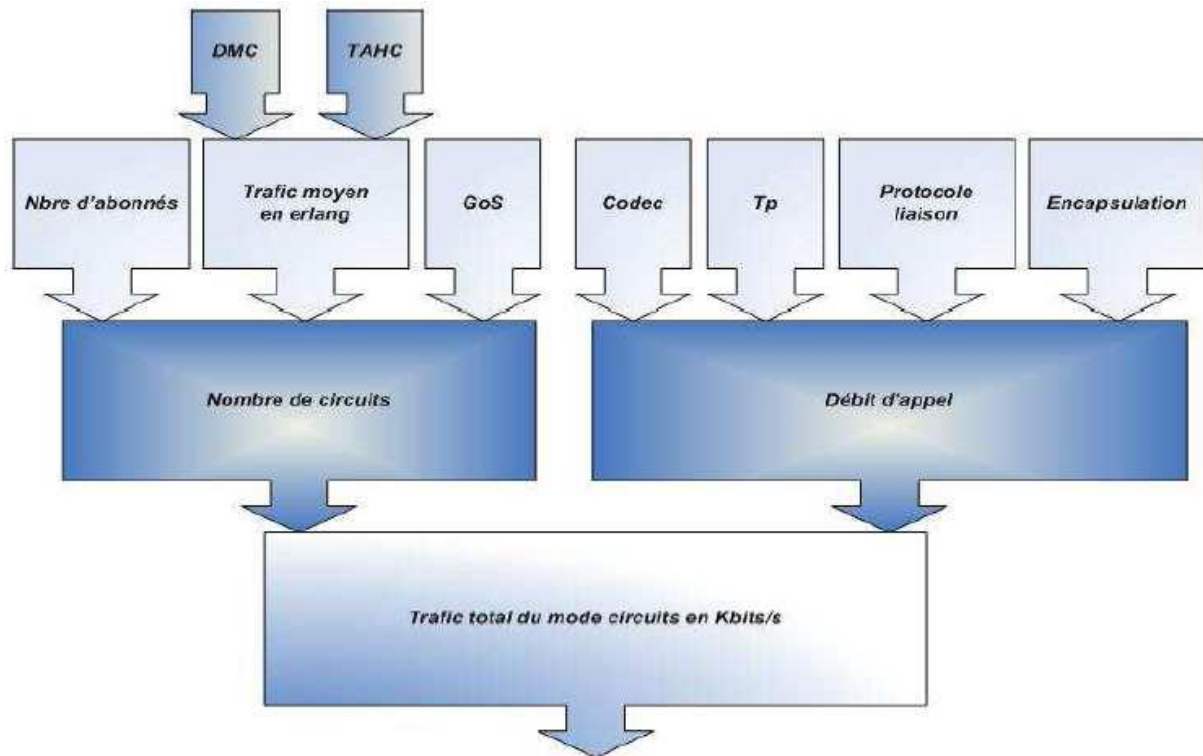 DMC
TAHC
Nbre d'abonnés
Trafic moyen
en erlang
GoS
Codec
Tp
Protocole
liaison
Encapsulation
Nombre de circuits
Débit d'appel
Trafic total du mode circuits en Kbits/s